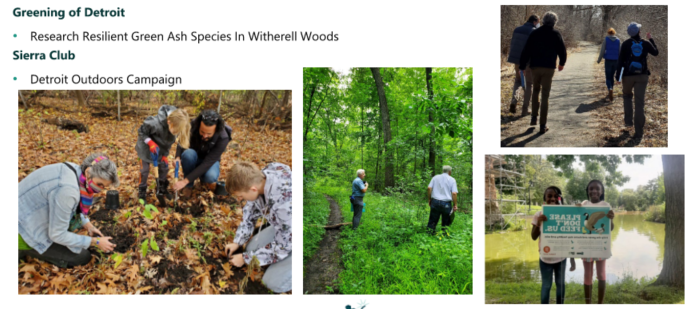 Greening of Detroit
• Research Resilient Green Ash Species In Witherell Woods
Sierra Club
• Detroit Outdoors Campaign
PLEASE
DON'T
FEED US.